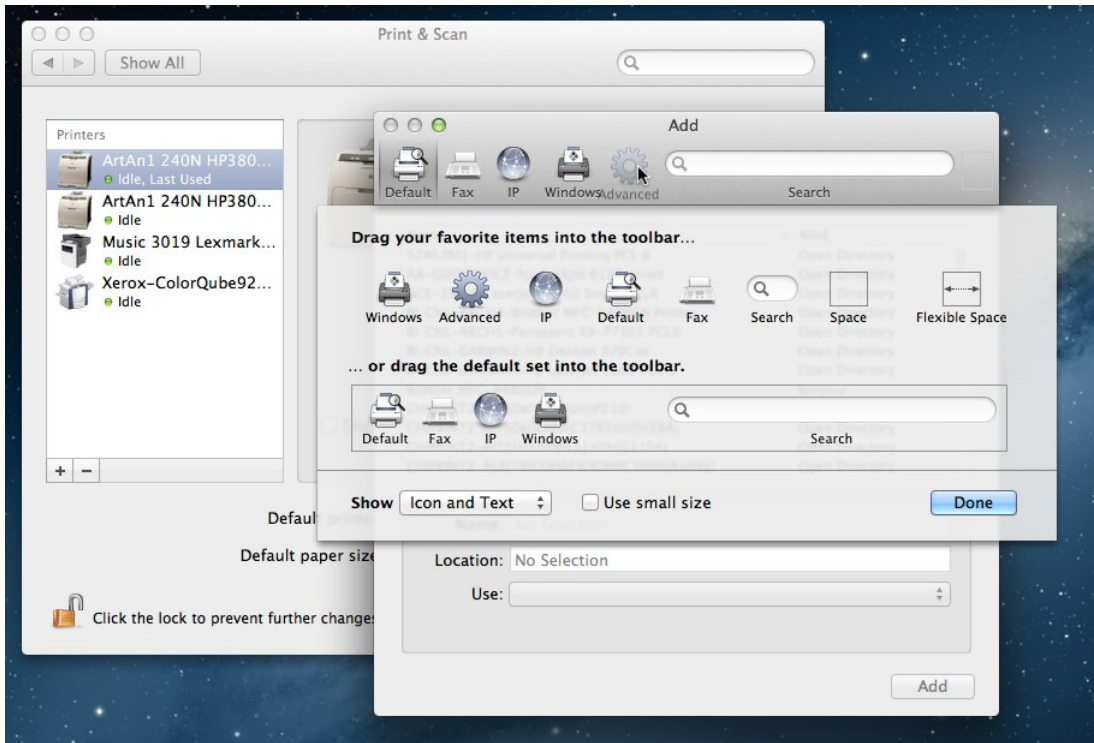 Print & Scan
Show All
Printers
ArtAn1 240N HP380...
Idle, Last Used
ArtAn1 240N HP380...
Idle
Music 3019 Lexmark...
Idle
Xerox-ColorQube92...
Idle
+ −
Default
Default paper size
Click the lock to prevent further changes
Add
Default Fax IP Windows Advanced Search
Drag your favorite items into the toolbar...
Windows Advanced IP Default Fax Search Space Flexible Space
... or drag the default set into the toolbar.
Default Fax IP Windows Search
Show Icon and Text Use small size Done
Name: No Selection
Location: No Selection
Use:
Add